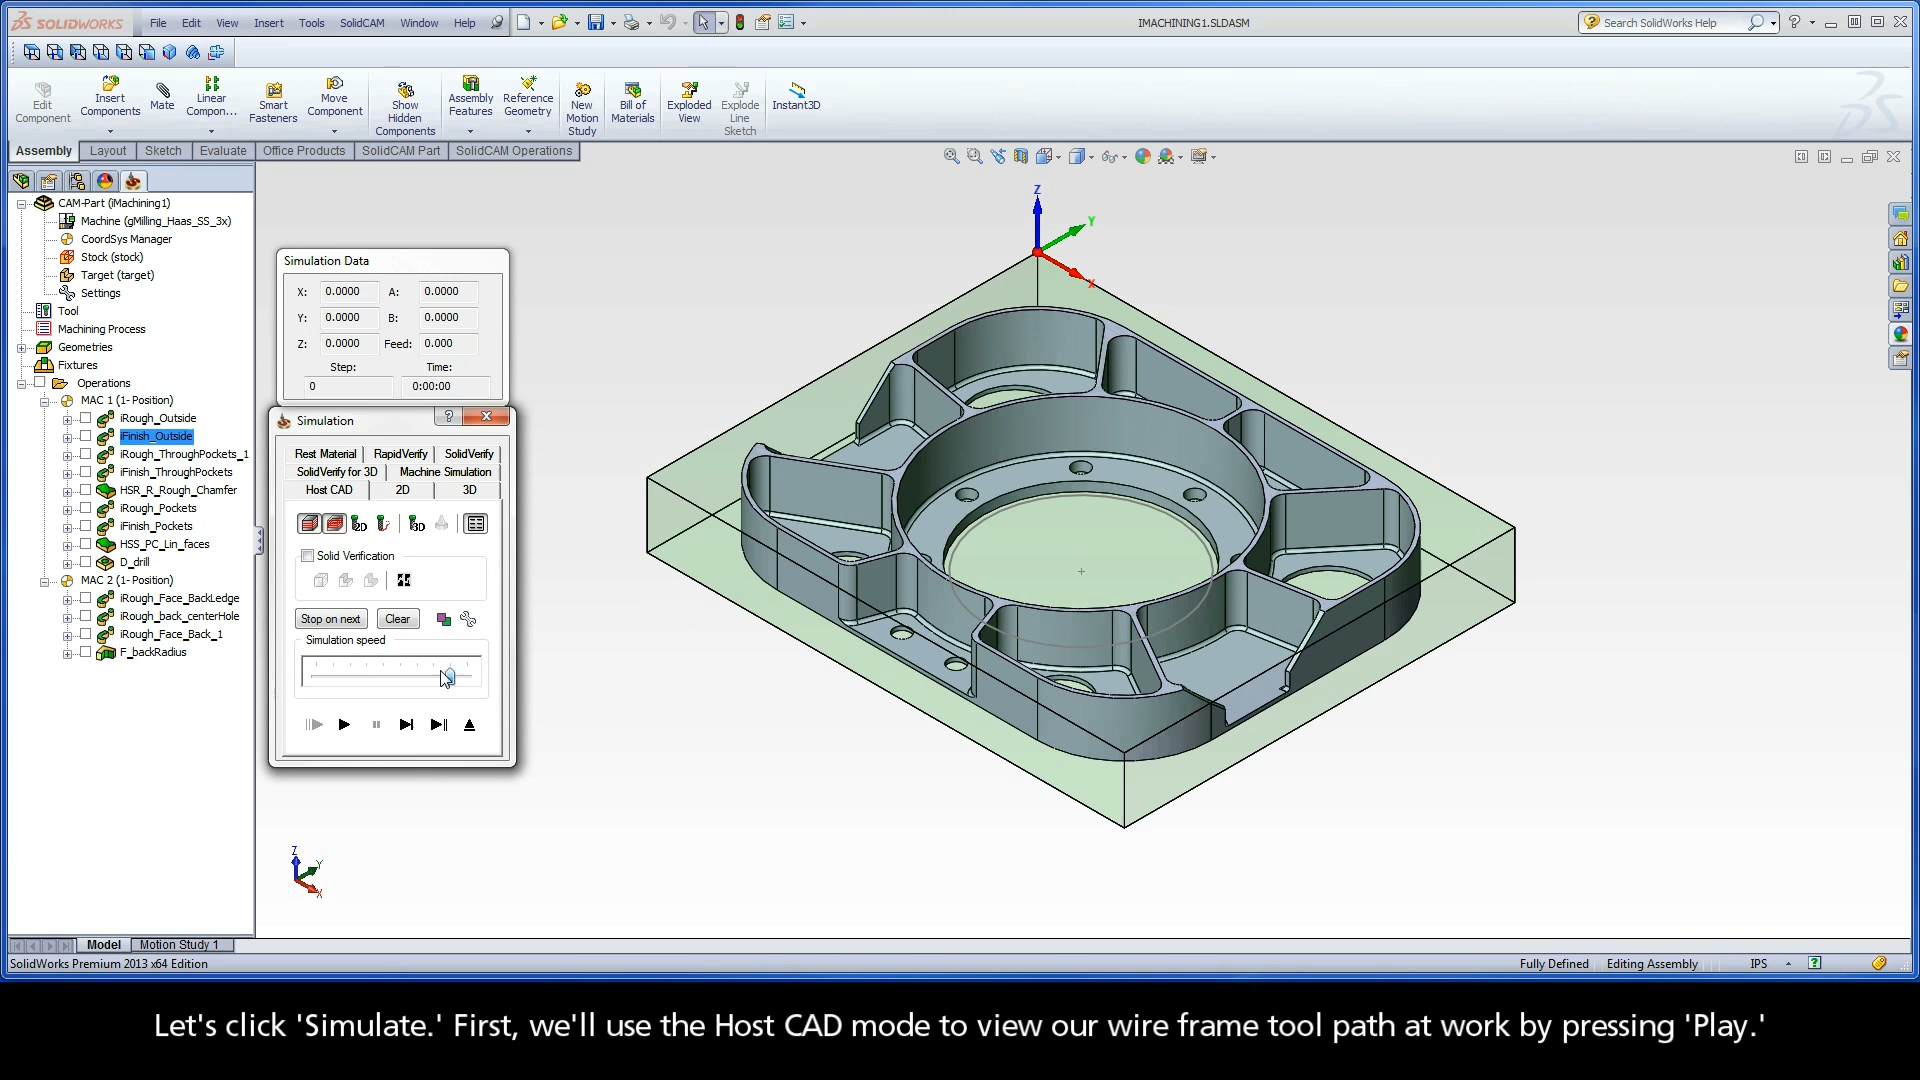 SOLIDWORKS File Edit View Insert Tools SolidCAM Window Help IMACHINING1.SLDASM Search SolidWorks Help
Edit Component
Insert Components
Mate
Linear Compon...
Smart Fasteners
Move Component
Show Hidden Components
Assembly Features
Reference Geometry
New Motion Study
Bill of Materials
Exploded View
Explode Line Sketch
Instant3D
Assembly Layout Sketch Evaluate Office Products SolidCAM Part SolidCAM Operations
CAM-Part (iMachining1)
Machine (gMilling_Haas_SS_3x)
CoordSys Manager
Stock (stock)
Target (target)
Settings
Tool
Machining Process
Geometries
Fixtures
Operations
MAC 1 (1- Position)
iRough_Outside
iFinish_Outside
iRough_ThroughPockets_1
iFinish_ThroughPockets
HSR_R_Rough_Chamfer
iRough_Pockets
iFinish_Pockets
HSS_PC_Lin_faces
D_drill
MAC 2 (1- Position)
iRough_Face_BackLedge
iRough_back_centerHole
iRough_Face_Back_1
F_backRadius
Simulation Data
X: 0.0000 A: 0.0000
Y: 0.0000 B: 0.0000
Z: 0.0000 Feed: 0.000
Step: Time:
0 0:00:00
Simulation
Rest Material RapidVerify SolidVerify
SolidVerify for 3D Machine Simulation
Host CAD 2D 3D
2D 3D
Solid Verification
Stop on next Clear
Simulation speed
Z
Y
X
Z
Y
X
Model Motion Study 1
SolidWorks Premium 2013 x64 Edition Fully Defined Editing Assembly IPS
Let's click 'Simulate.' First, we'll use the Host CAD mode to view our wire frame tool path at work by pressing 'Play.'